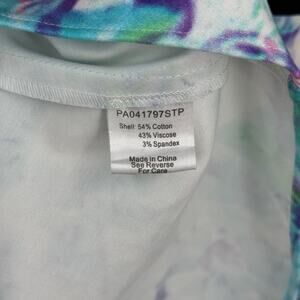 PA041797STP
Shell: 54% Cotton
43% Viscose
3% Spandex
Made in China
See Reverse
For Care